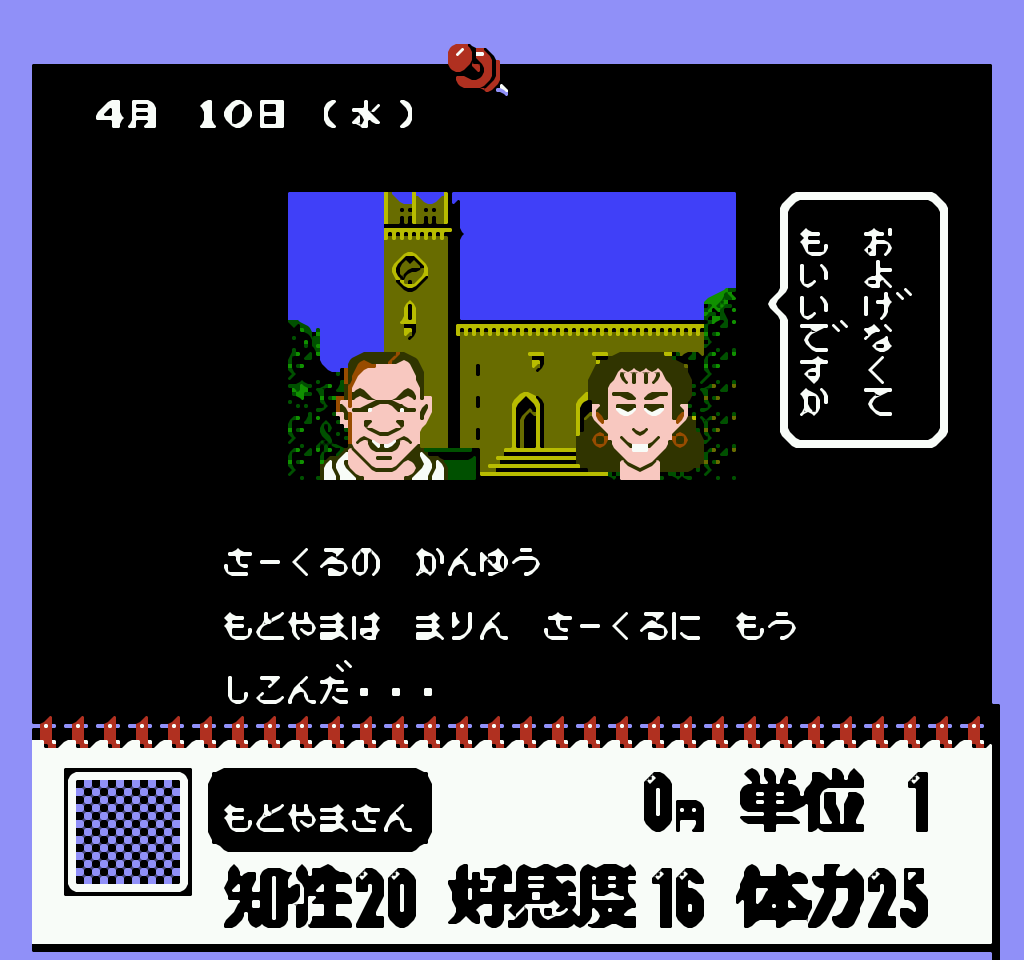 4月 10日 (水)
およげなくて
もいいですか
さーくるの かんゆう
もとやまは まりん さーくるに もう
しこんだ・・・
もとやまさん 0円 単位 1
知性20 好感度16 体力25